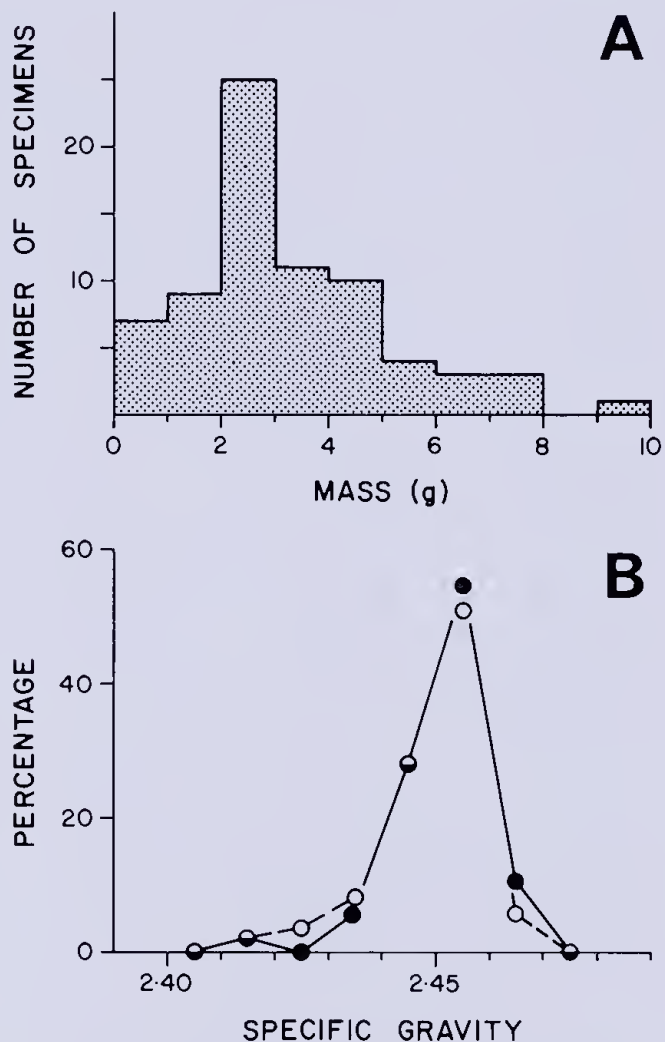 A
NUMBER OF SPECIMENS
20
10
0 2 4 6 8 10
MASS (g)
B
PERCENTAGE
60
40
20
0
2·40 2·45
SPECIFIC GRAVITY